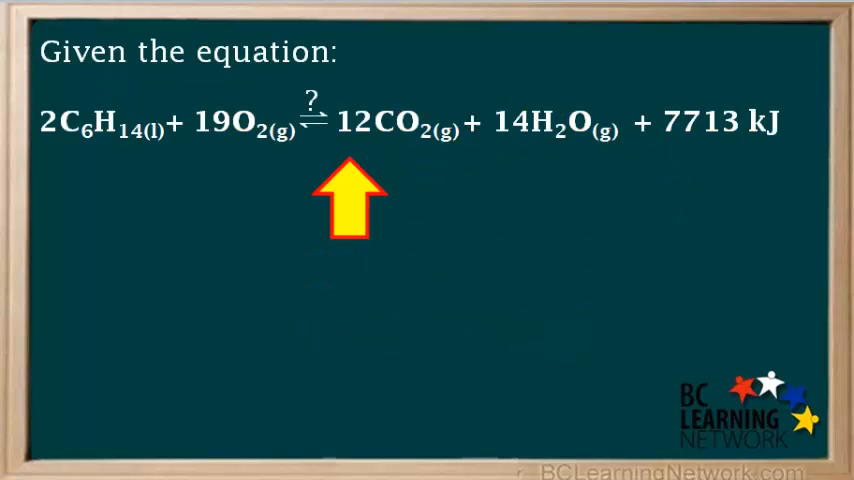 Given the equation:
?
2C₆H₁₄₍ₗ₎+ 19O₂₍g₎ ⇌ 12CO₂₍g₎+ 14H₂O₍g₎ + 7713 kJ
BC
LEARNING
NETWORK
BCLearningNetwork.com